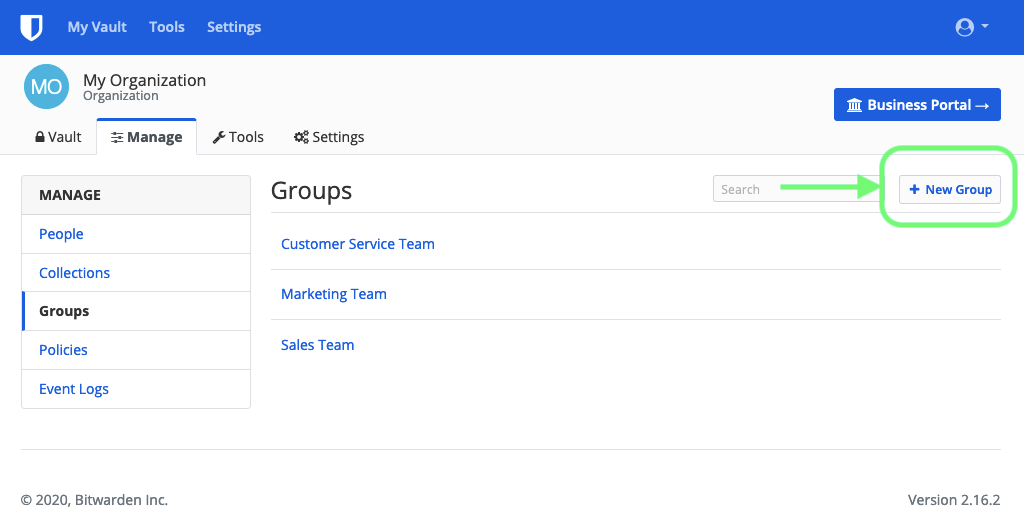 My Vault Tools Settings
MO
My Organization
Organization
Business Portal →
Vault Manage Tools Settings
MANAGE
People
Collections
Groups
Policies
Event Logs
Groups
Search
+ New Group
Customer Service Team
Marketing Team
Sales Team
© 2020, Bitwarden Inc.
Version 2.16.2